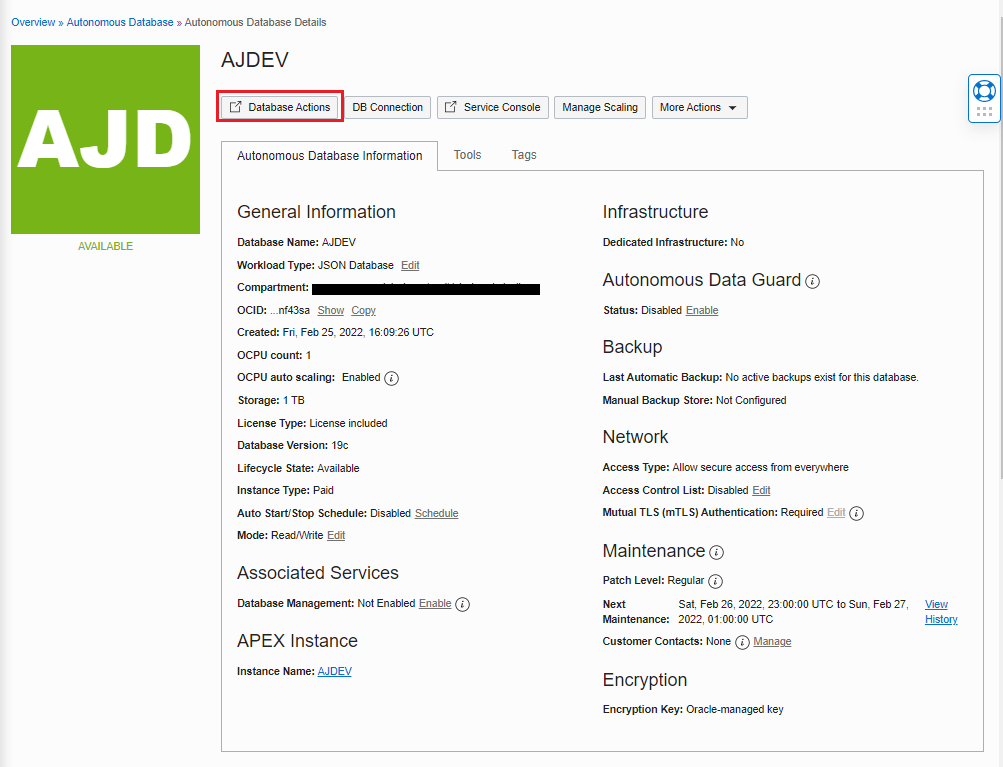 Overview » Autonomous Database » Autonomous Database Details
AJD
AVAILABLE
AJDEV
Database Actions DB Connection Service Console Manage Scaling More Actions
Autonomous Database Information Tools Tags
General Information
Database Name: AJDEV
Workload Type: JSON Database Edit
Compartment:
OCID: ...nf43sa Show Copy
Created: Fri, Feb 25, 2022, 16:09:26 UTC
OCPU count: 1
OCPU auto scaling: Enabled
Storage: 1 TB
License Type: License included
Database Version: 19c
Lifecycle State: Available
Instance Type: Paid
Auto Start/Stop Schedule: Disabled Schedule
Mode: Read/Write Edit
Associated Services
Database Management: Not Enabled Enable
APEX Instance
Instance Name: AJDEV
Infrastructure
Dedicated Infrastructure: No
Autonomous Data Guard
Status: Disabled Enable
Backup
Last Automatic Backup: No active backups exist for this database.
Manual Backup Store: Not Configured
Network
Access Type: Allow secure access from everywhere
Access Control List: Disabled Edit
Mutual TLS (mTLS) Authentication: Required Edit
Maintenance
Patch Level: Regular
Next Sat, Feb 26, 2022, 23:00:00 UTC to Sun, Feb 27, View
Maintenance: 2022, 01:00:00 UTC History
Customer Contacts: None Manage
Encryption
Encryption Key: Oracle-managed key